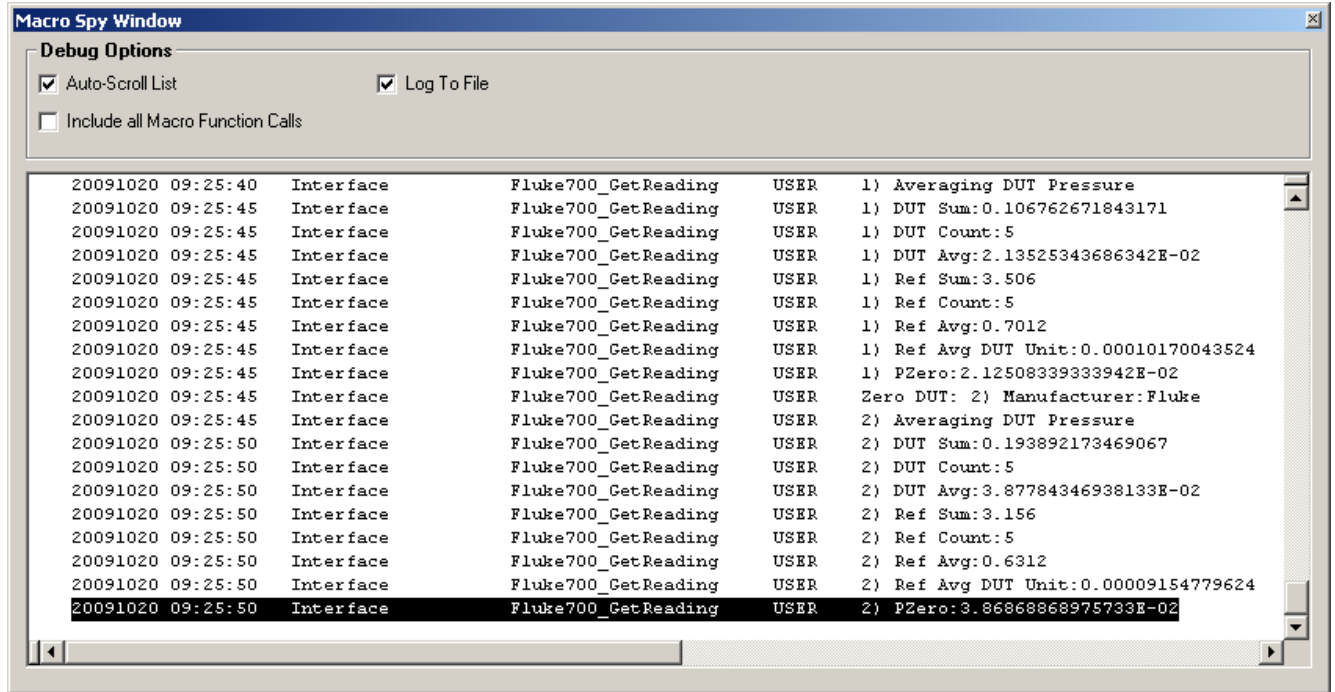 Macro Spy Window
Debug Options
Auto-Scroll List Log To File
Include all Macro Function Calls
20091020 09:25:40 Interface Fluke700_GetReading USER 1) Averaging DUT Pressure
20091020 09:25:45 Interface Fluke700_GetReading USER 1) DUT Sum:0.106762671843171
20091020 09:25:45 Interface Fluke700_GetReading USER 1) DUT Count:5
20091020 09:25:45 Interface Fluke700_GetReading USER 1) DUT Avg:2.13525343686342E-02
20091020 09:25:45 Interface Fluke700_GetReading USER 1) Ref Sum:3.506
20091020 09:25:45 Interface Fluke700_GetReading USER 1) Ref Count:5
20091020 09:25:45 Interface Fluke700_GetReading USER 1) Ref Avg:0.7012
20091020 09:25:45 Interface Fluke700_GetReading USER 1) Ref Avg DUT Unit:0.00010170043524
20091020 09:25:45 Interface Fluke700_GetReading USER 1) PZero:2.12508339333942E-02
20091020 09:25:45 Interface Fluke700_GetReading USER Zero DUT: 2) Manufacturer:Fluke
20091020 09:25:45 Interface Fluke700_GetReading USER 2) Averaging DUT Pressure
20091020 09:25:50 Interface Fluke700_GetReading USER 2) DUT Sum:0.193892173469067
20091020 09:25:50 Interface Fluke700_GetReading USER 2) DUT Count:5
20091020 09:25:50 Interface Fluke700_GetReading USER 2) DUT Avg:3.87784346938133E-02
20091020 09:25:50 Interface Fluke700_GetReading USER 2) Ref Sum:3.156
20091020 09:25:50 Interface Fluke700_GetReading USER 2) Ref Count:5
20091020 09:25:50 Interface Fluke700_GetReading USER 2) Ref Avg:0.6312
20091020 09:25:50 Interface Fluke700_GetReading USER 2) Ref Avg DUT Unit:0.00009154779624
20091020 09:25:50 Interface Fluke700_GetReading USER 2) PZero:3.86868868975733E-02